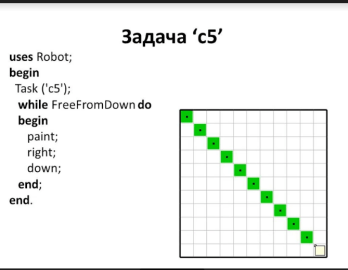 Задача ‘c5’
uses Robot;
begin
Task ('c5');
while FreeFromDown do
begin
paint;
right;
down;
end;
end.